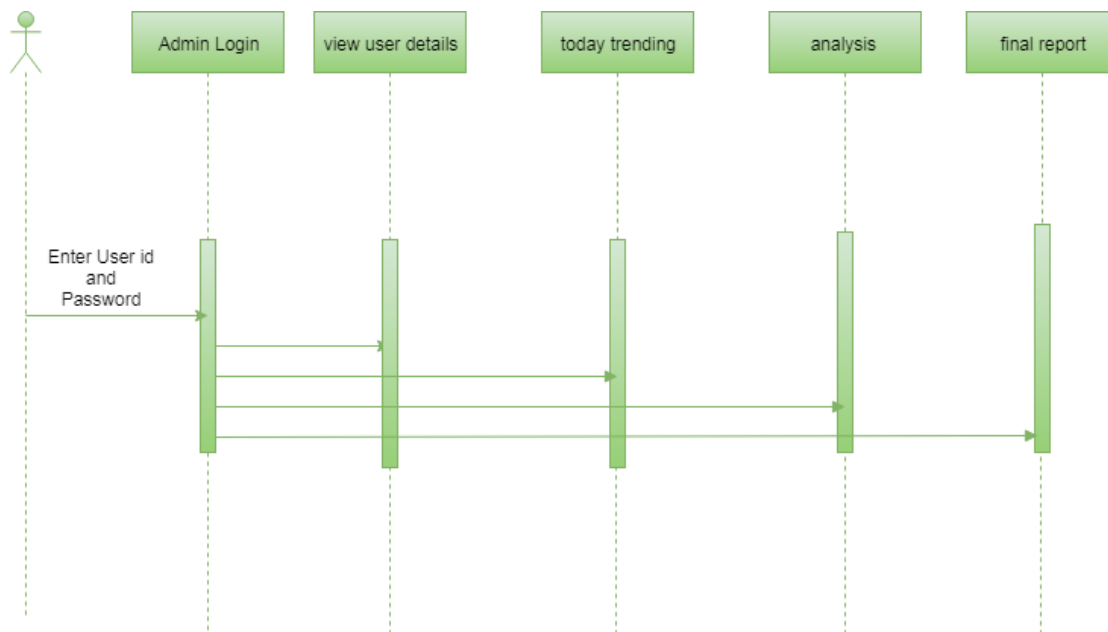 Admin Login
view user details
today trending
analysis
final report
Enter User id
and
Password